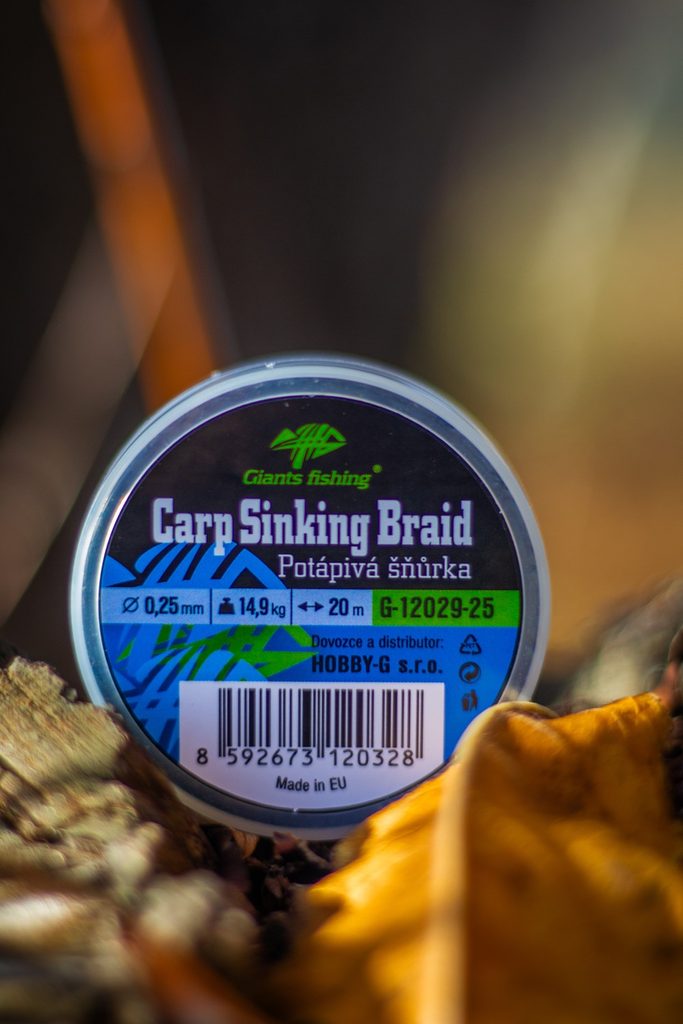 Giants fishing®
Carp Sinking Braid
Potápivá šňůrka
Ø 0,25 mm 14,9 kg ↔ 20 m G-12029-25
Dovozce a distributor:
HOBBY-G s.r.o.
8 592673 120328
Made in EU